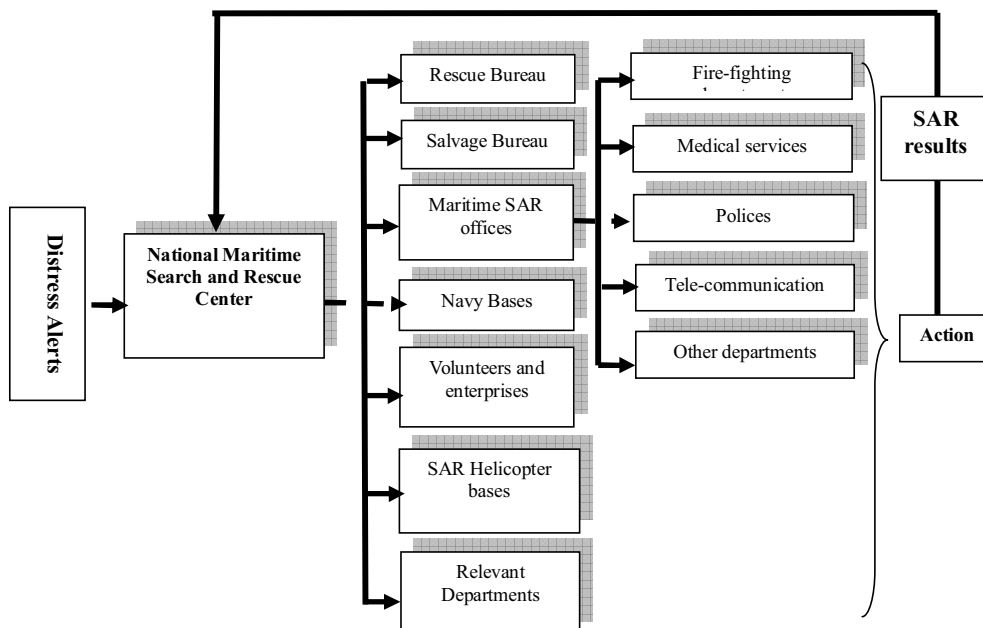 Distress Alerts
National Maritime
Search and Rescue
Center
Rescue Bureau
Salvage Bureau
Maritime SAR
offices
Navy Bases
Volunteers and
enterprises
SAR Helicopter
bases
Relevant
Departments
Fire-fighting
Medical services
Polices
Tele-communication
Other departments
Action
SAR
results